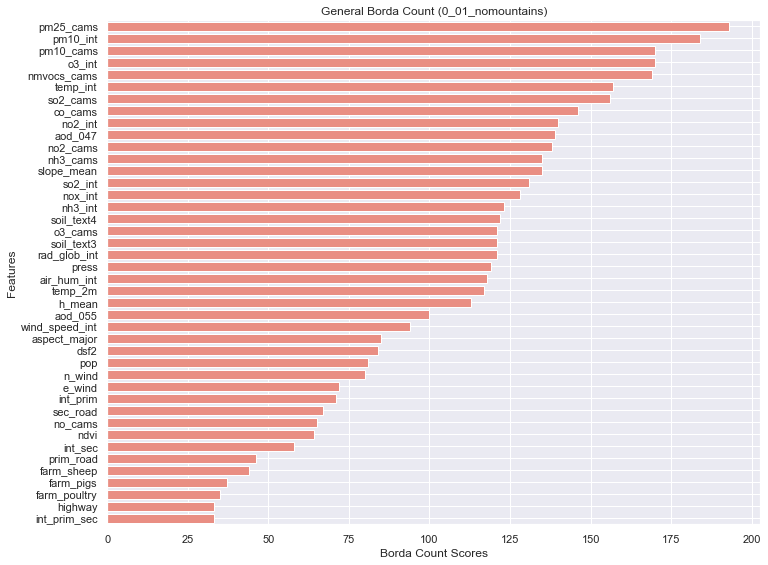 General Borda Count (0_01_nomountains)
pm25_cams
pm10_int
pm10_cams
o3_int
nmvocs_cams
temp_int
so2_cams
co_cams
no2_int
aod_047
no2_cams
nh3_cams
slope_mean
so2_int
nox_int
nh3_int
soil_text4
o3_cams
soil_text3
rad_glob_int
press
air_hum_int
temp_2m
h_mean
aod_055
wind_speed_int
aspect_major
dsf2
pop
n_wind
e_wind
int_prim
sec_road
no_cams
ndvi
int_sec
prim_road
farm_sheep
farm_pigs
farm_poultry
highway
int_prim_sec
Features
0 25 50 75 100 125 150 175 200
Borda Count Scores